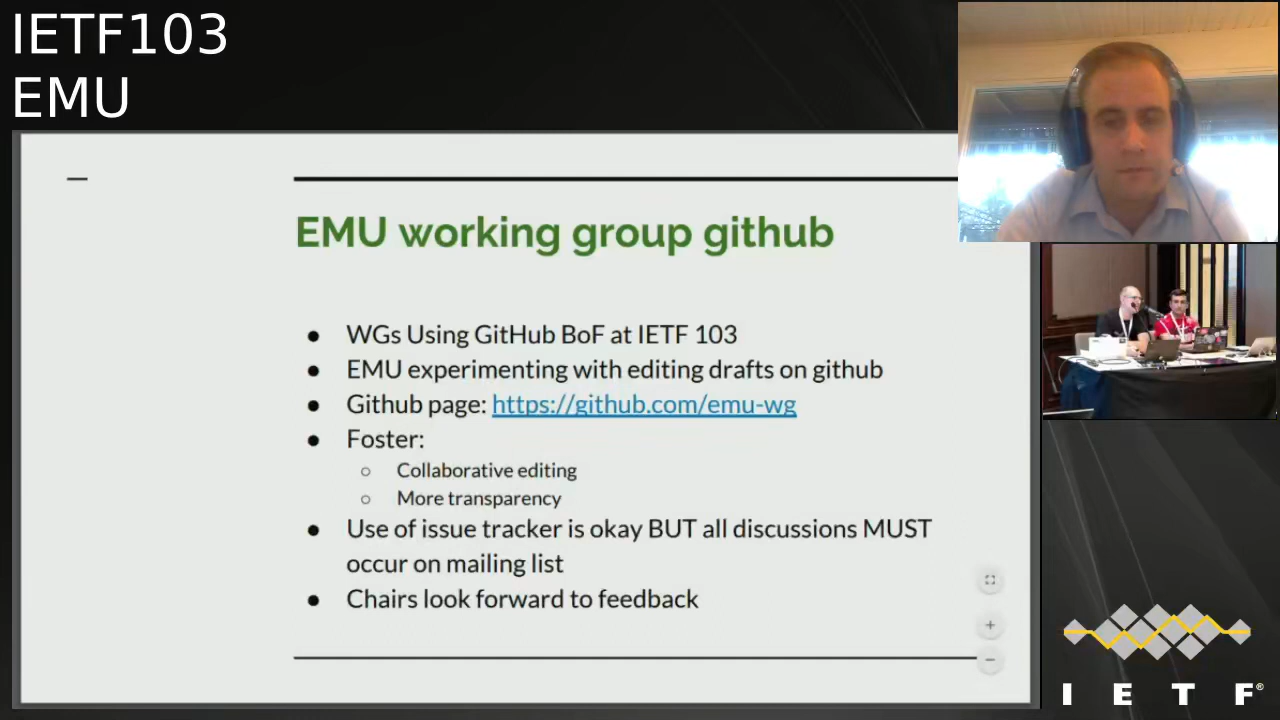 IETF103
EMU
EMU working group github
● WGs Using GitHub BoF at IETF 103
● EMU experimenting with editing drafts on github
● Github page: https://github.com/emu-wg
● Foster:
○ Collaborative editing
○ More transparency
● Use of issue tracker is okay BUT all discussions MUST
occur on mailing list
● Chairs look forward to feedback
I E T F®